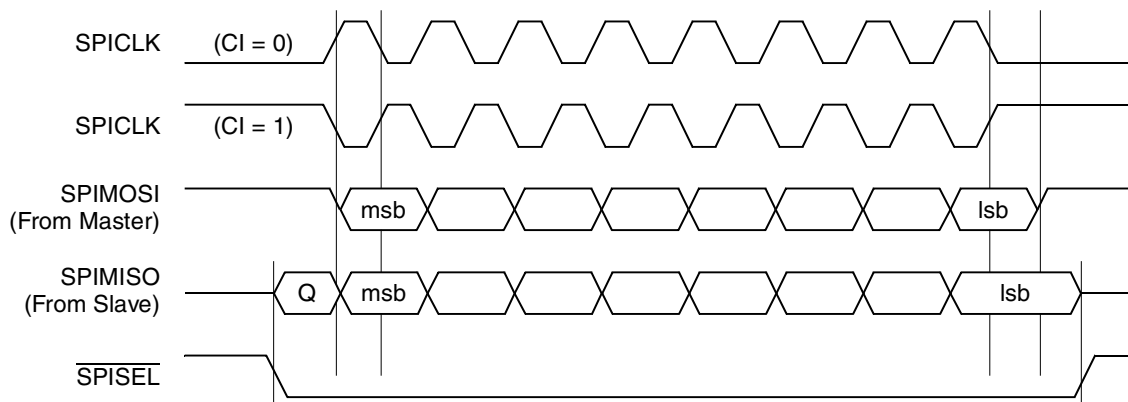 SPICLK (CI = 0)
SPICLK (CI = 1)
SPIMOSI
(From Master)
msb lsb
SPIMISO
(From Slave)
Q msb lsb
SPISEL